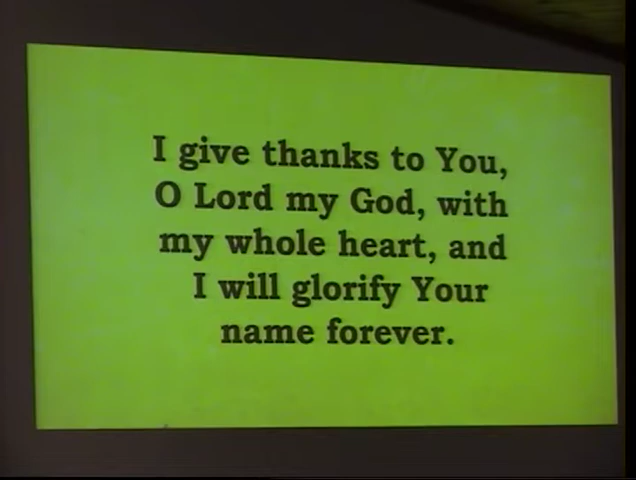 I give thanks to You,
O Lord my God, with
my whole heart, and
I will glorify Your
name forever.